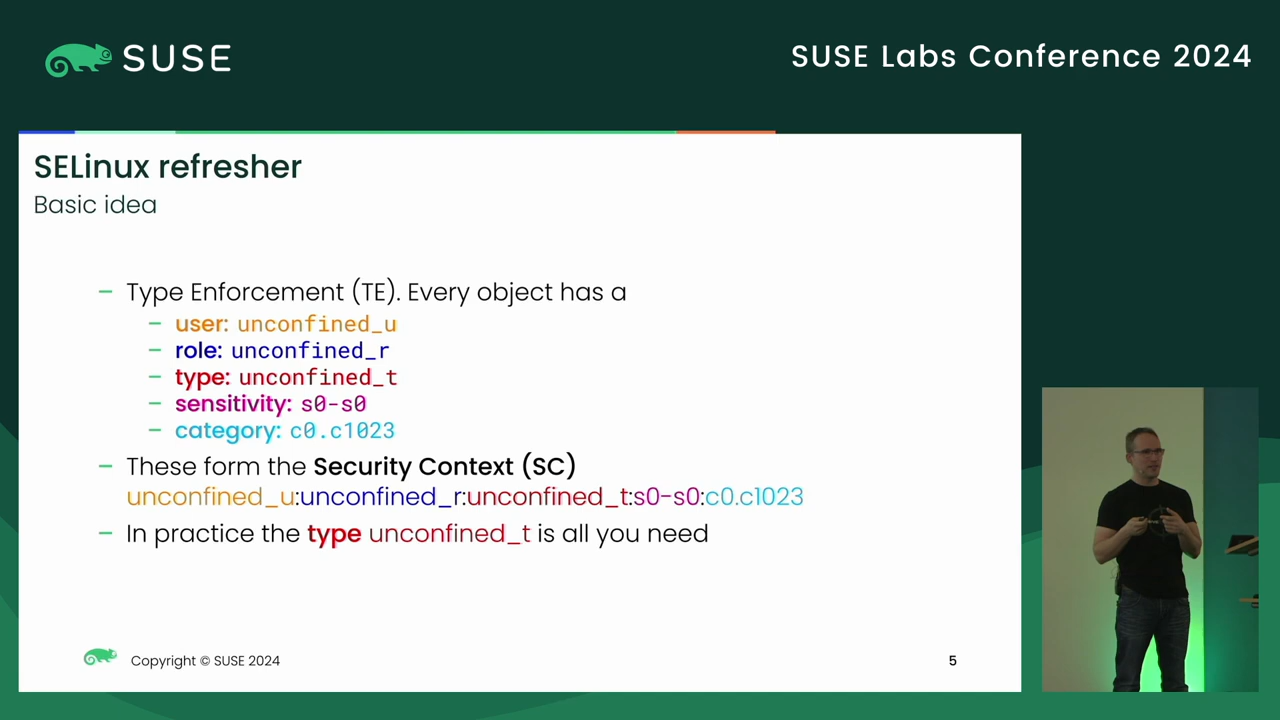 SUSE
SUSE Labs Conference 2024
SELinux refresher
Basic idea
– Type Enforcement (TE). Every object has a
– user: unconfined_u
– role: unconfined_r
– type: unconfined_t
– sensitivity: s0-s0
– category: c0.c1023
– These form the Security Context (SC)
unconfined_u:unconfined_r:unconfined_t:s0-s0:c0.c1023
– In practice the type unconfined_t is all you need
Copyright © SUSE 2024
5